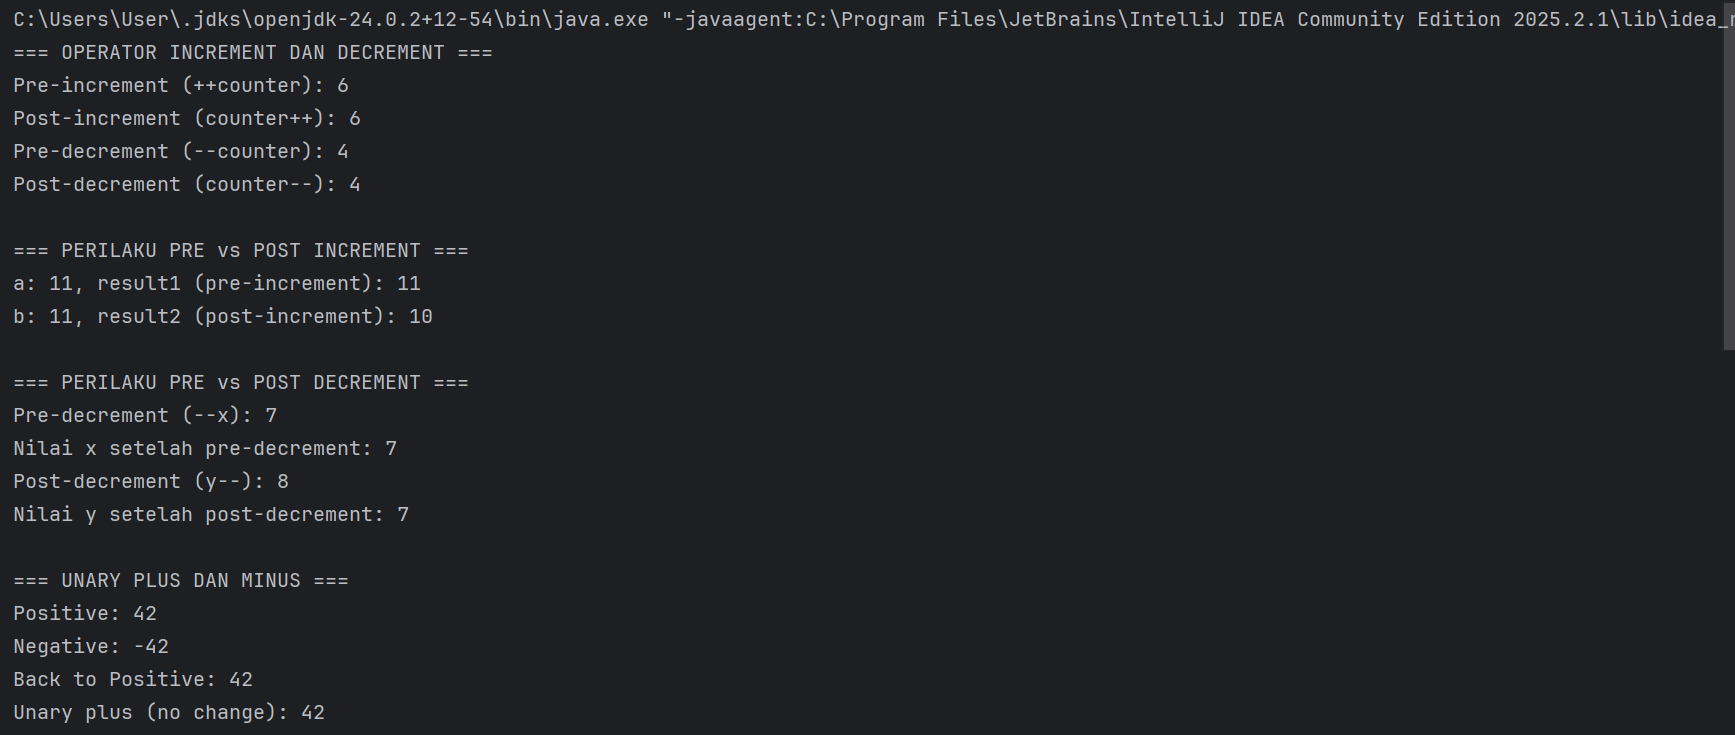 C:\Users\User\.jdks\openjdk-24.0.2+12-54\bin\java.exe "-javaagent:C:\Program Files\JetBrains\IntelliJ IDEA Community Edition 2025.2.1\lib\idea_
=== OPERATOR INCREMENT DAN DECREMENT ===
Pre-increment (++counter): 6
Post-increment (counter++): 6
Pre-decrement (--counter): 4
Post-decrement (counter--): 4
=== PERILAKU PRE vs POST INCREMENT ===
a: 11, result1 (pre-increment): 11
b: 11, result2 (post-increment): 10
=== PERILAKU PRE vs POST DECREMENT ===
Pre-decrement (--x): 7
Nilai x setelah pre-decrement: 7
Post-decrement (y--): 8
Nilai y setelah post-decrement: 7
=== UNARY PLUS DAN MINUS ===
Positive: 42
Negative: -42
Back to Positive: 42
Unary plus (no change): 42